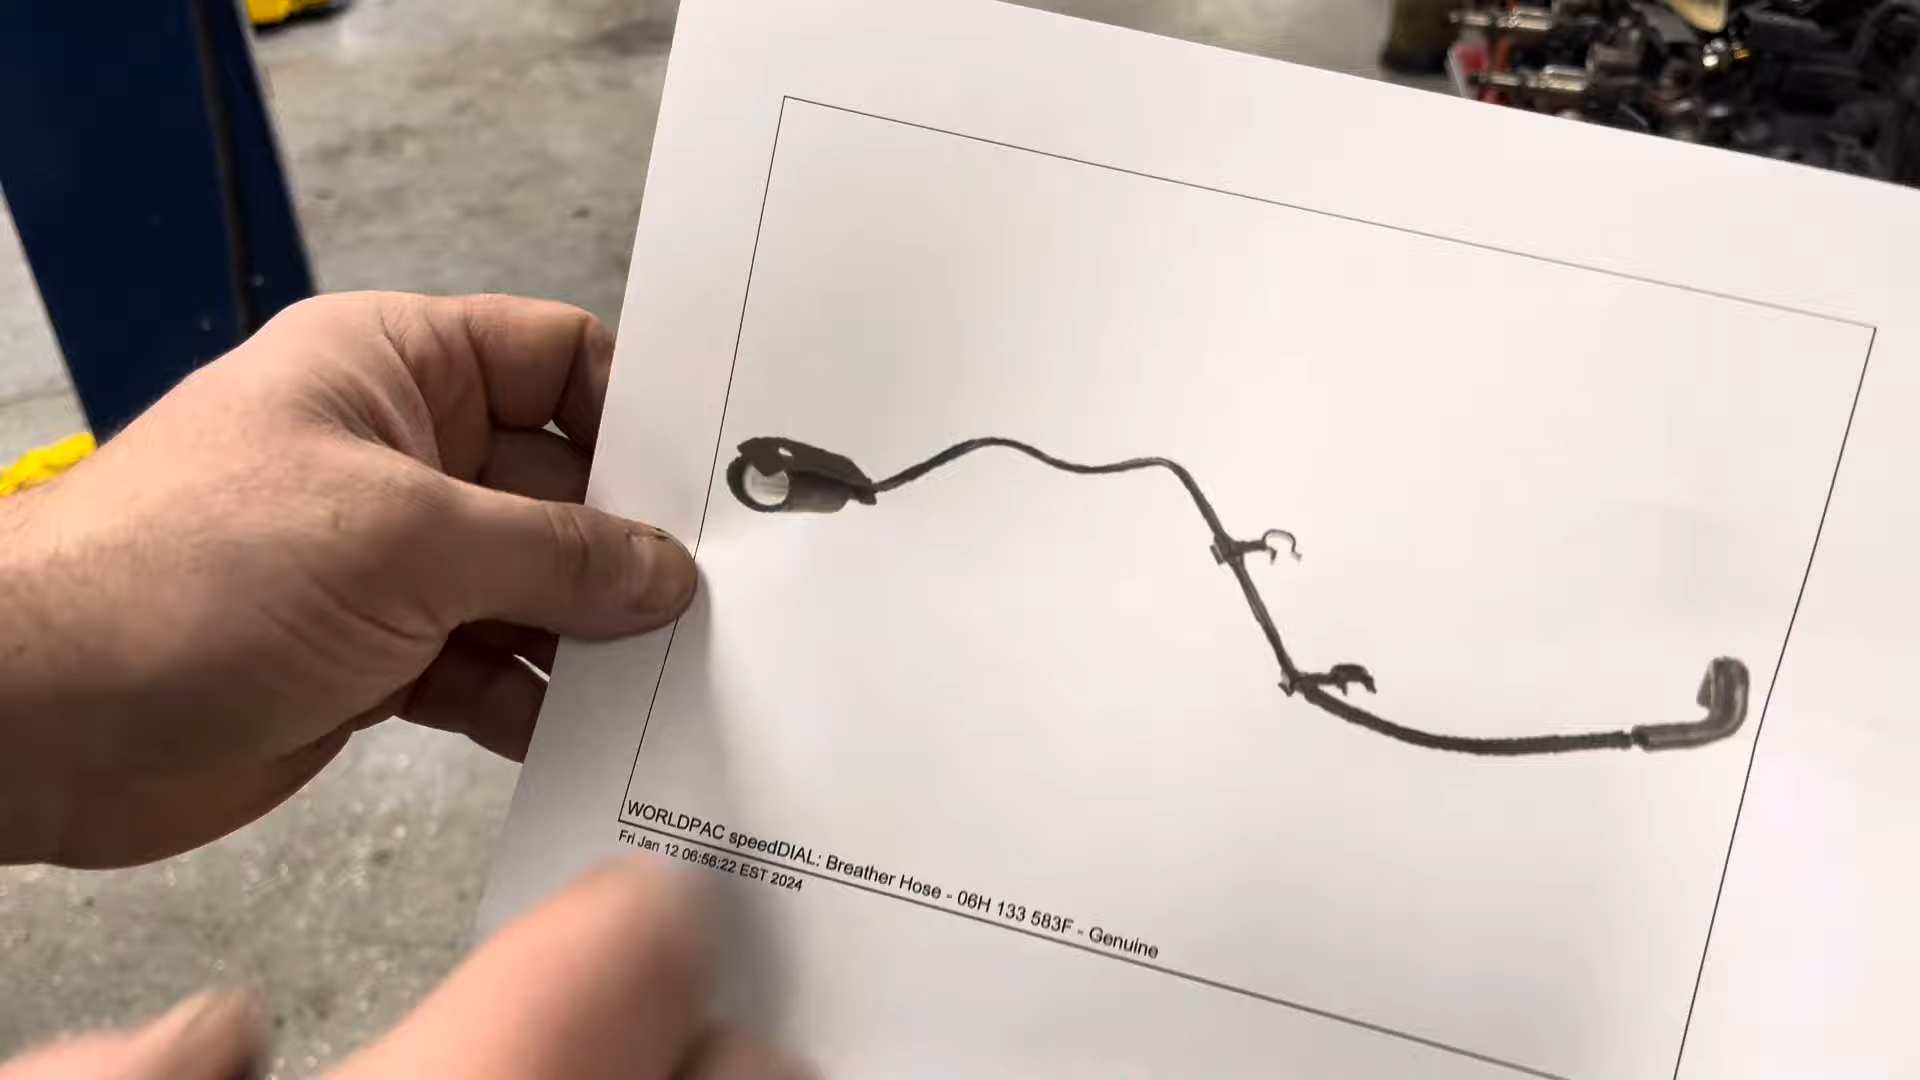 WORLDPAC speedDIAL: Breather Hose - 06H 133 583F - Genuine
Fri Jan 12 06:56:22 EST 2024